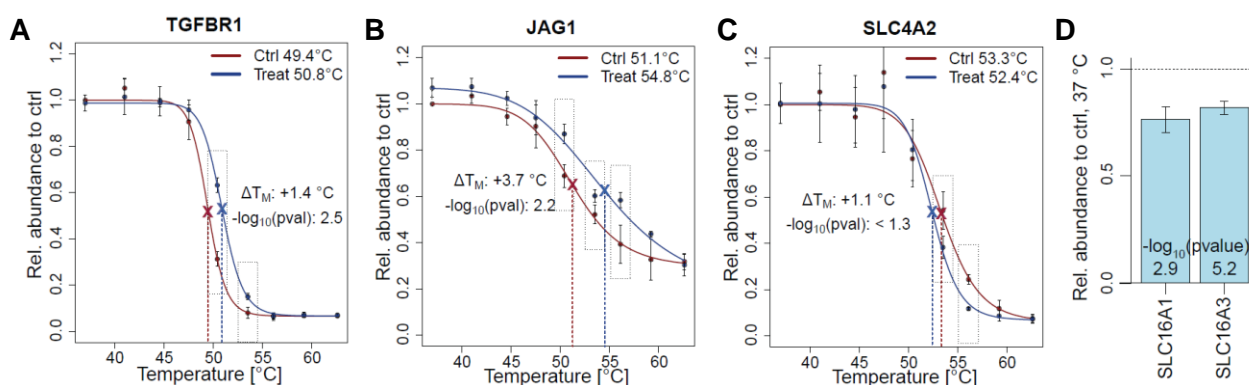 A
TGFBR1
Ctrl 49.4°C
Treat 50.8°C
ΔTM: +1.4 °C
-log10(pval): 2.5
Rel. abundance to ctrl
0.0
0.2
0.4
0.6
0.8
1.0
1.2
40
45
50
55
60
Temperature [°C]
B
JAG1
Ctrl 51.1°C
Treat 54.8°C
ΔTM: +3.7 °C
-log10(pval): 2.2
Rel. abundance to ctrl
0.0
0.2
0.4
0.6
0.8
1.0
1.2
40
45
50
55
60
Temperature [°C]
C
SLC4A2
Ctrl 53.3°C
Treat 52.4°C
ΔTM: +1.1 °C
-log10(pval): < 1.3
Rel. abundance to ctrl
0.0
0.2
0.4
0.6
0.8
1.0
1.2
40
45
50
55
60
Temperature [°C]
D
Rel. abundance to ctrl, 37 °C
0.0
0.5
1.0
-log10(pvalue)
2.9 5.2
SLC16A1
SLC16A3